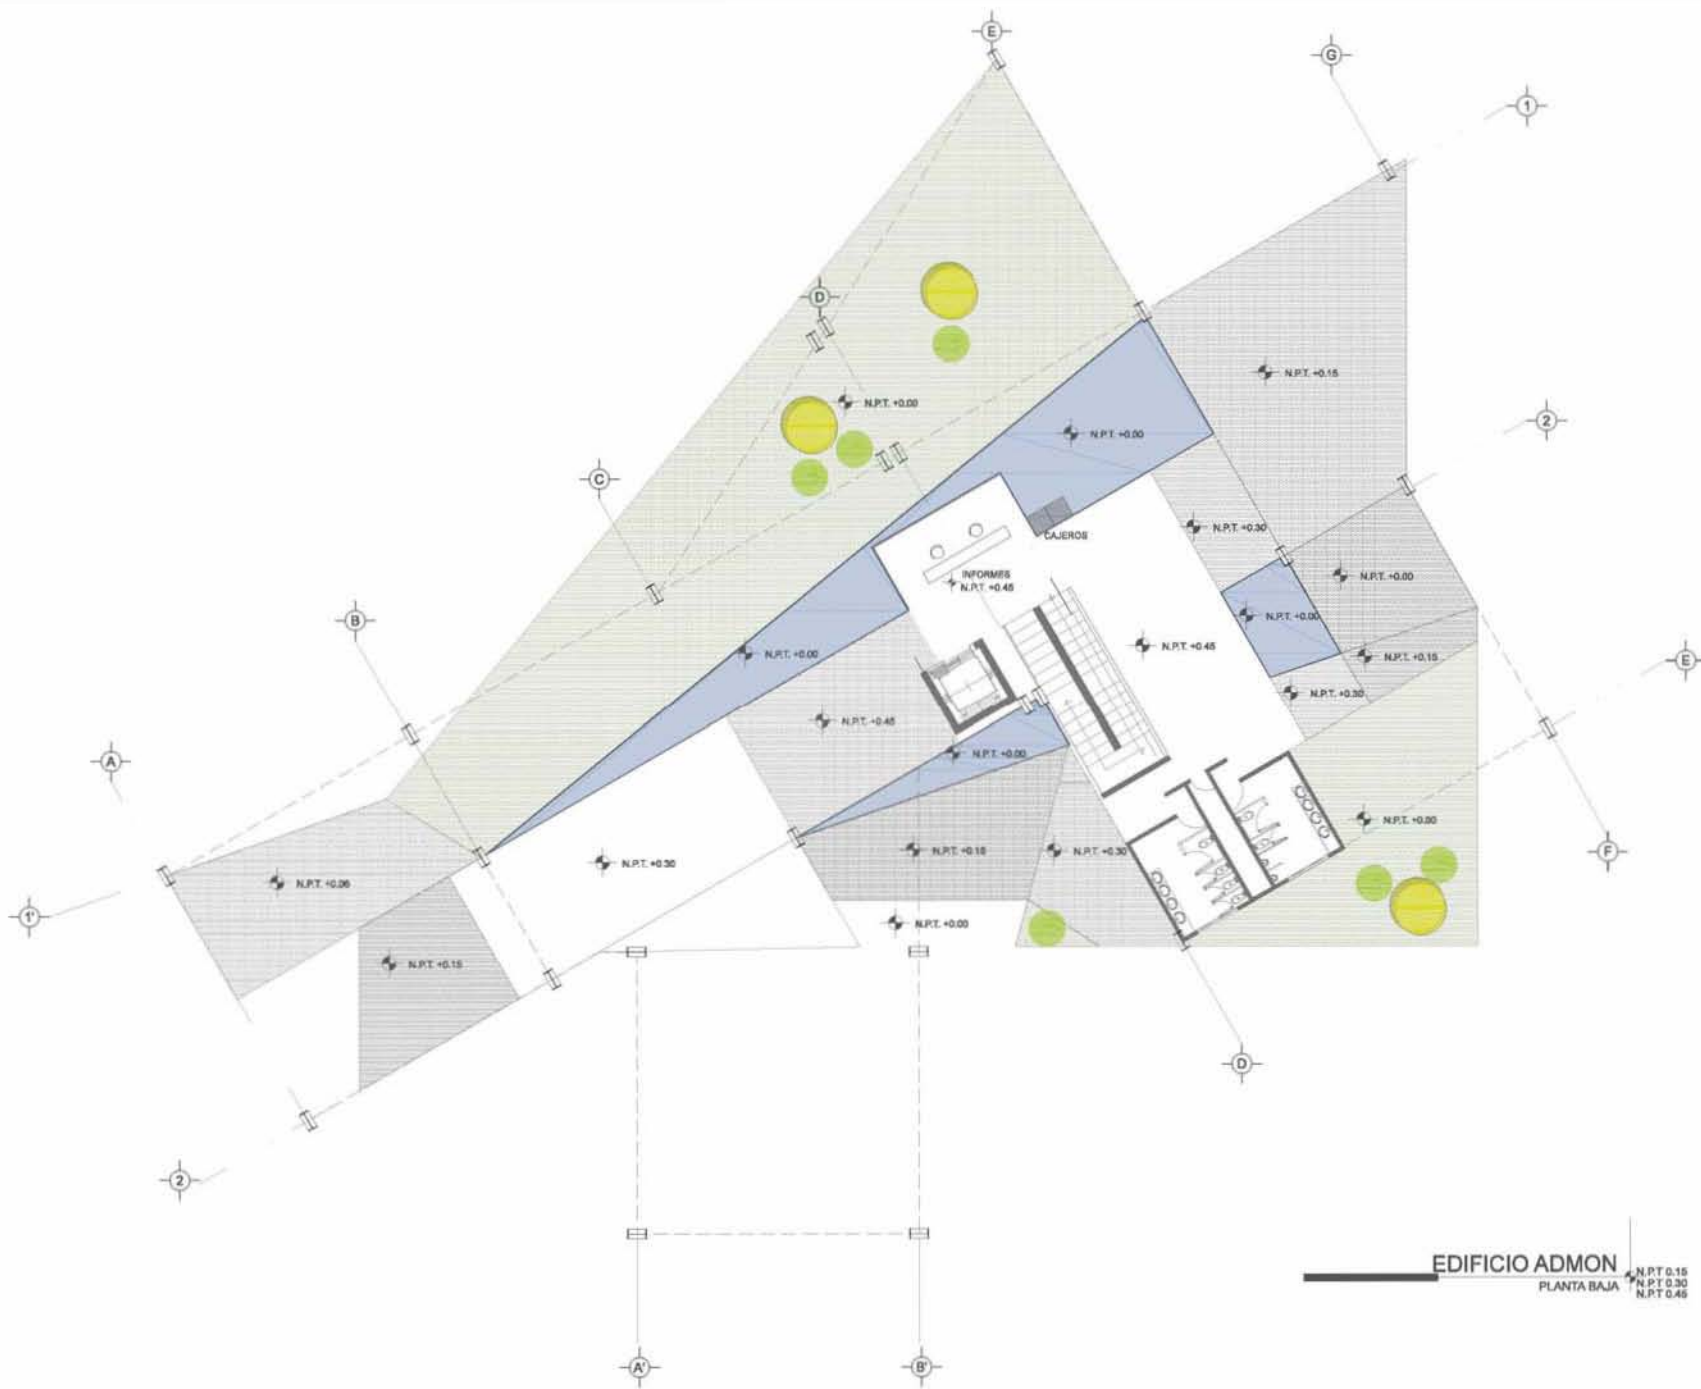 E
G
1
D
N.P.T. +0.15
N.P.T. +0.00
2
N.P.T. +0.00
C
N.P.T. +0.30
CAJEROS
INFORMES
N.P.T. +0.45
N.P.T. +0.00
B
N.P.T. +0.00
N.P.T. +0.45
N.P.T. +0.00
N.P.T. +0.15
E
N.P.T. +0.30
N.P.T. +0.45
N.P.T. +0.00
A
N.P.T. +0.00
N.P.T. +0.15
N.P.T. +0.30
F
N.P.T. +0.30
N.P.T. +0.06
1'
N.P.T. +0.00
N.P.T. +0.15
D
2
EDIFICIO ADMON
PLANTA BAJA
N.P.T 0.15
N.P.T 0.30
N.P.T 0.45
A'
B'